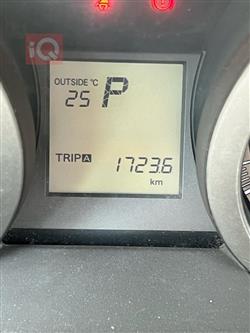 iQ
OUTSIDE °C
25 P
TRIP A 1723.6
km